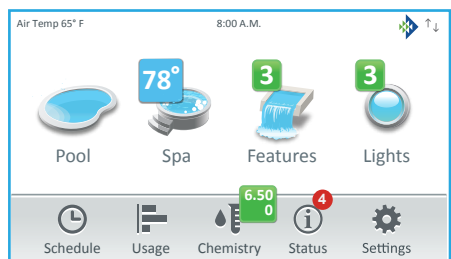 Air Temp 65° F 8:00 A.M.
78°
3
3
Pool Spa Features Lights
6.50
0
4
Schedule Usage Chemistry Status Settings